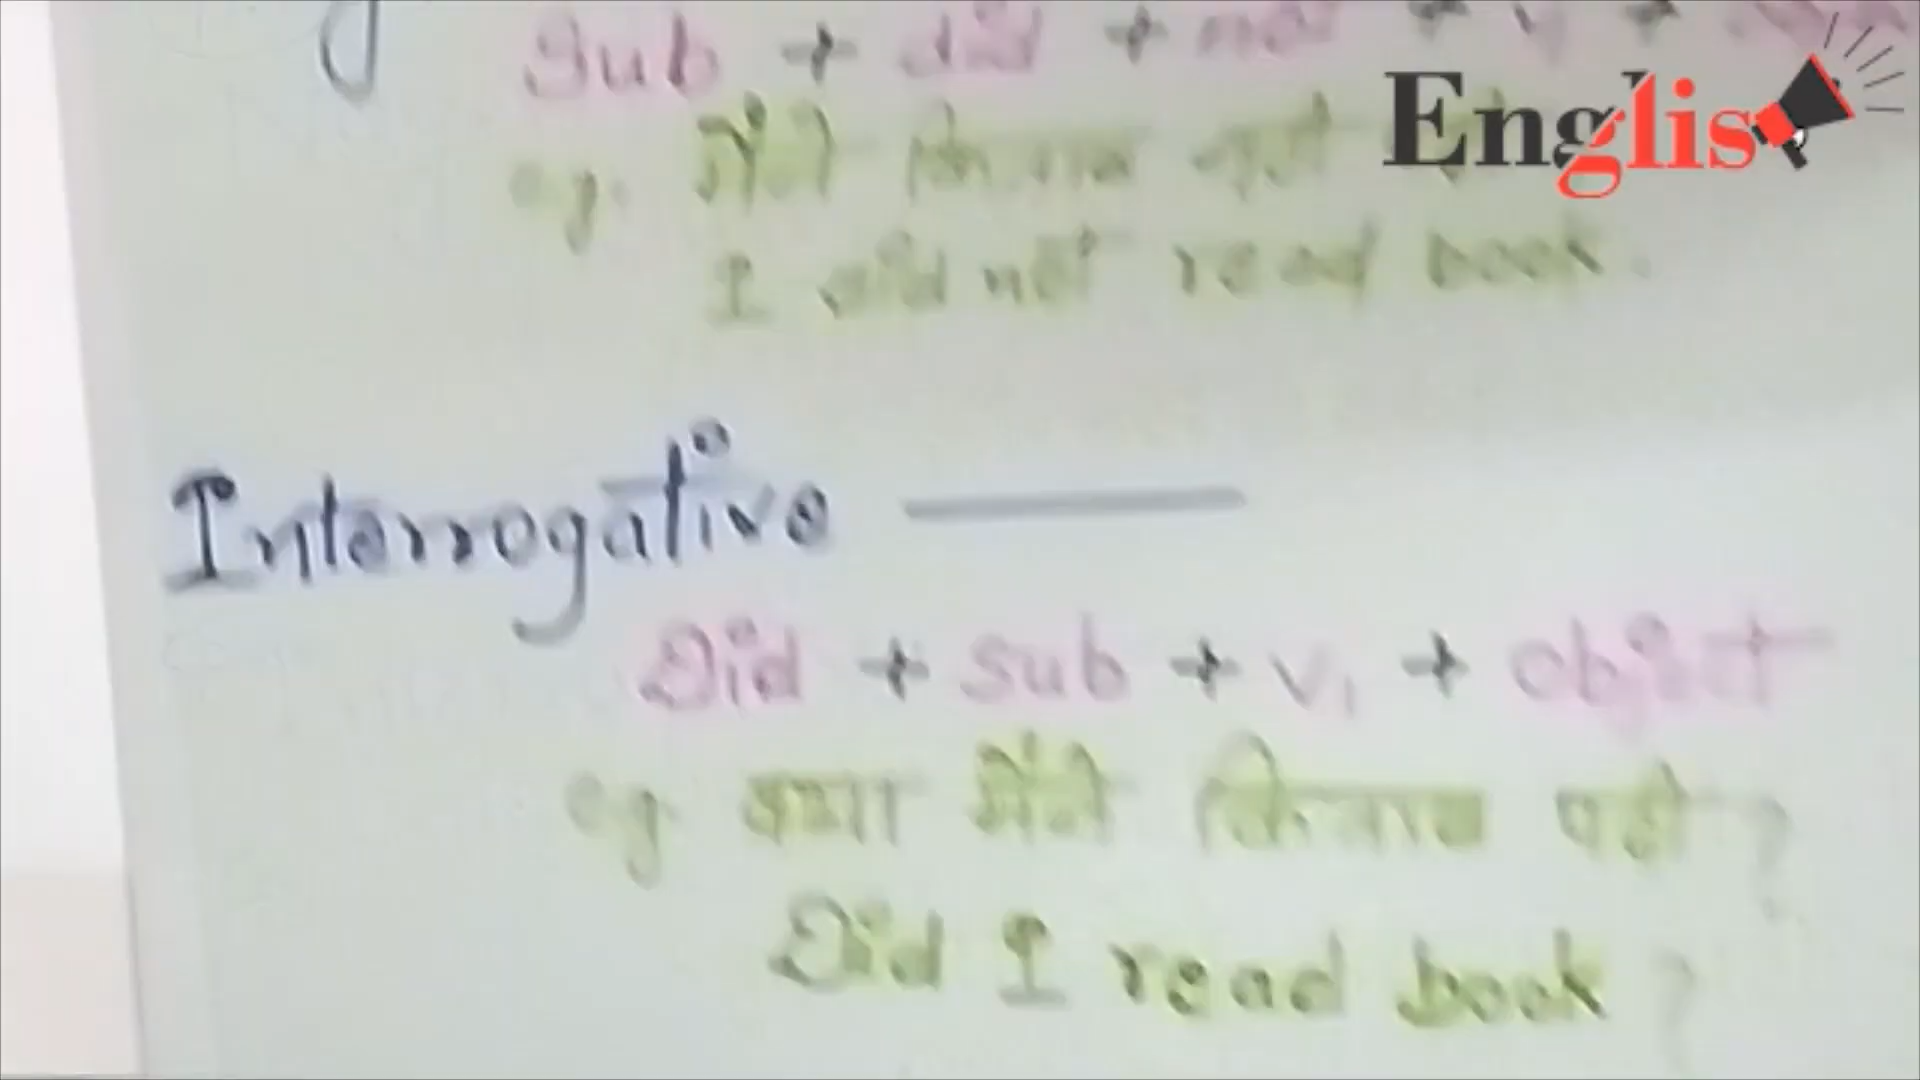 Sub + did + not + v1 +
eg. मैंने किताब नहीं
I did not read book.
Interrogative
Did + sub + v1 + object
eg. क्या मैंने किताब पढ़ी ?
Did I read book ?
Englis